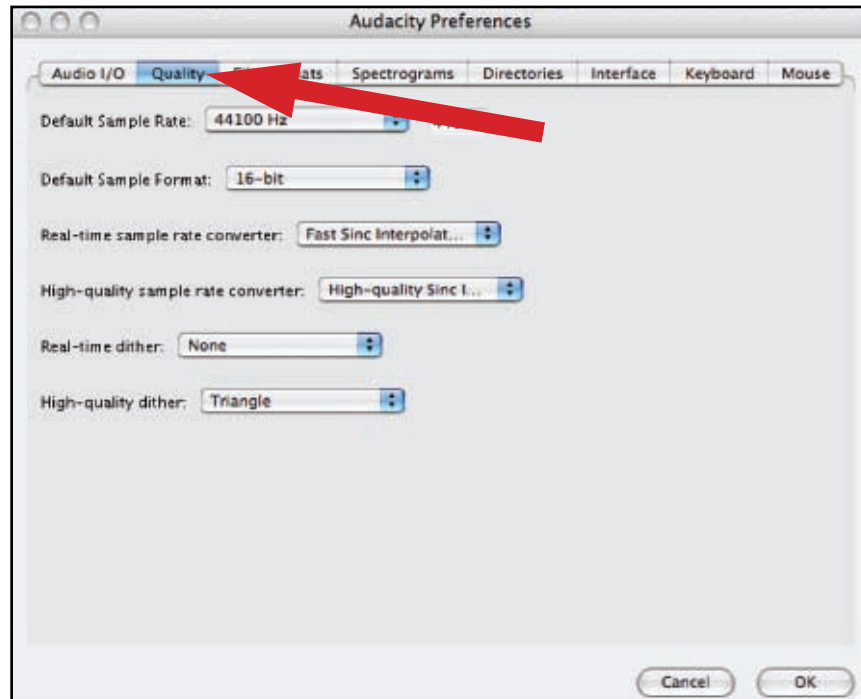 Audacity Preferences
Audio I/O Quality Spectrograms Directories Interface Keyboard Mouse
Default Sample Rate: 44100 Hz
Default Sample Format: 16-bit
Real-time sample rate converter: Fast Sinc Interpolat...
High-quality sample rate converter: High-quality Sinc I...
Real-time dither: None
High-quality dither: Triangle
Cancel OK